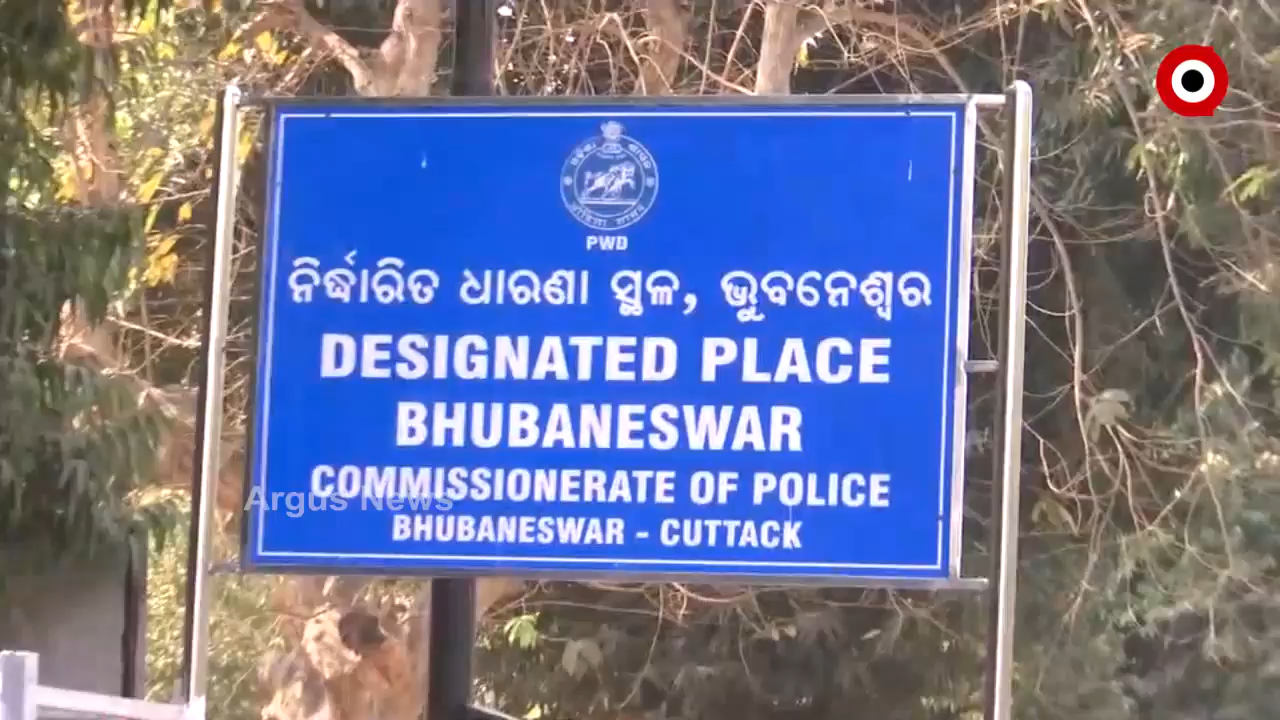 PWD
ନିର୍ଦ୍ଧାରିତ ଧାରଣା ସ୍ଥଳ, ଭୁବନେଶ୍ୱର
DESIGNATED PLACE
BHUBANESWAR
COMMISSIONERATE OF POLICE
Argus News
BHUBANESWAR - CUTTACK